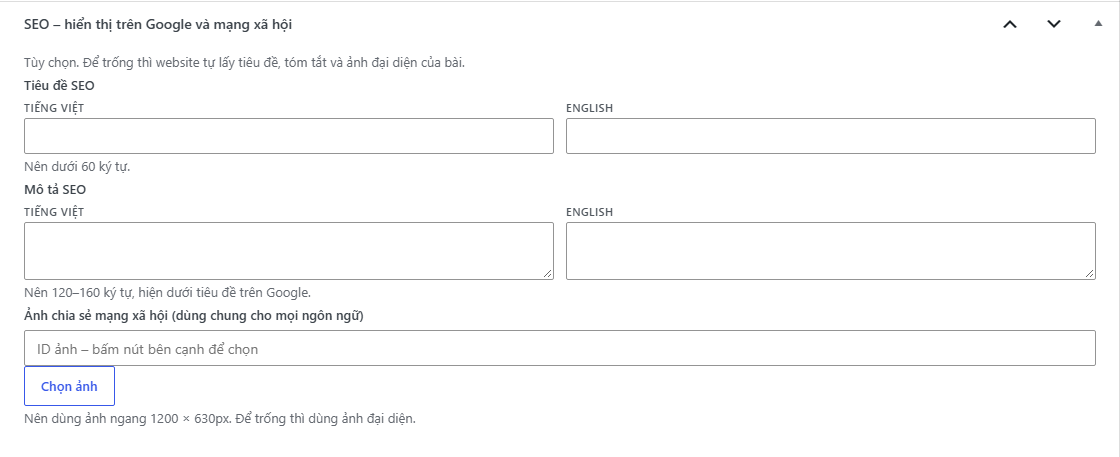 SEO – hiển thị trên Google và mạng xã hội
Tùy chọn. Để trống thì website tự lấy tiêu đề, tóm tắt và ảnh đại diện của bài.
Tiêu đề SEO
TIẾNG VIỆT ENGLISH
Nên dưới 60 ký tự.
Mô tả SEO
TIẾNG VIỆT ENGLISH
Nên 120–160 ký tự, hiện dưới tiêu đề trên Google.
Ảnh chia sẻ mạng xã hội (dùng chung cho mọi ngôn ngữ)
ID ảnh – bấm nút bên cạnh để chọn
Chọn ảnh
Nên dùng ảnh ngang 1200 × 630px. Để trống thì dùng ảnh đại diện.